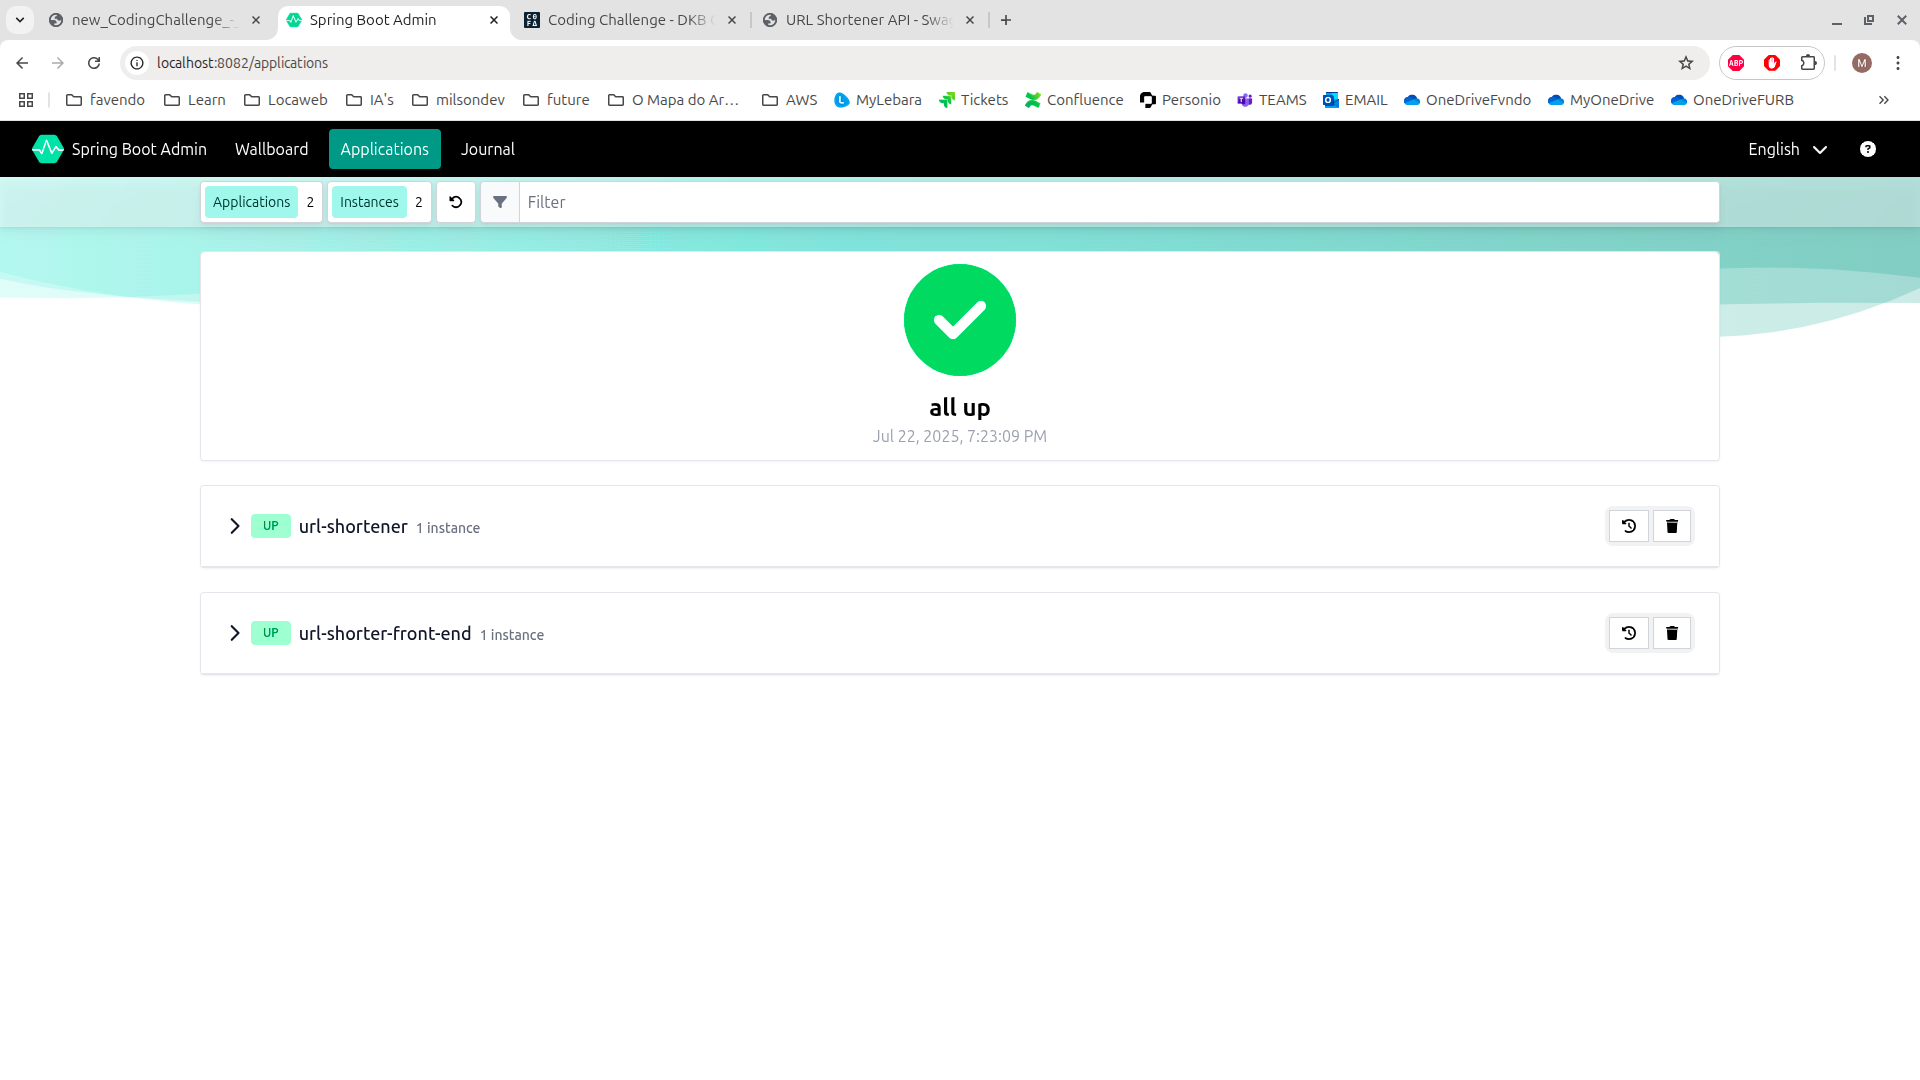 new_CodingChallenge_-
Spring Boot Admin
Coding Challenge - DKB
URL Shortener API - Swa
localhost:8082/applications
ABP
M
favendo
Learn
Locaweb
IA's
milsondev
future
O Mapa do Ar...
AWS
MyLebara
Tickets
Confluence
Personio
TEAMS
EMAIL
OneDriveFvndo
MyOneDrive
OneDriveFURB
Spring Boot Admin
Wallboard
Applications
Journal
English
Applications 2
Instances 2
Filter
all up
Jul 22, 2025, 7:23:09 PM
UP url-shortener 1 instance
UP url-shorter-front-end 1 instance